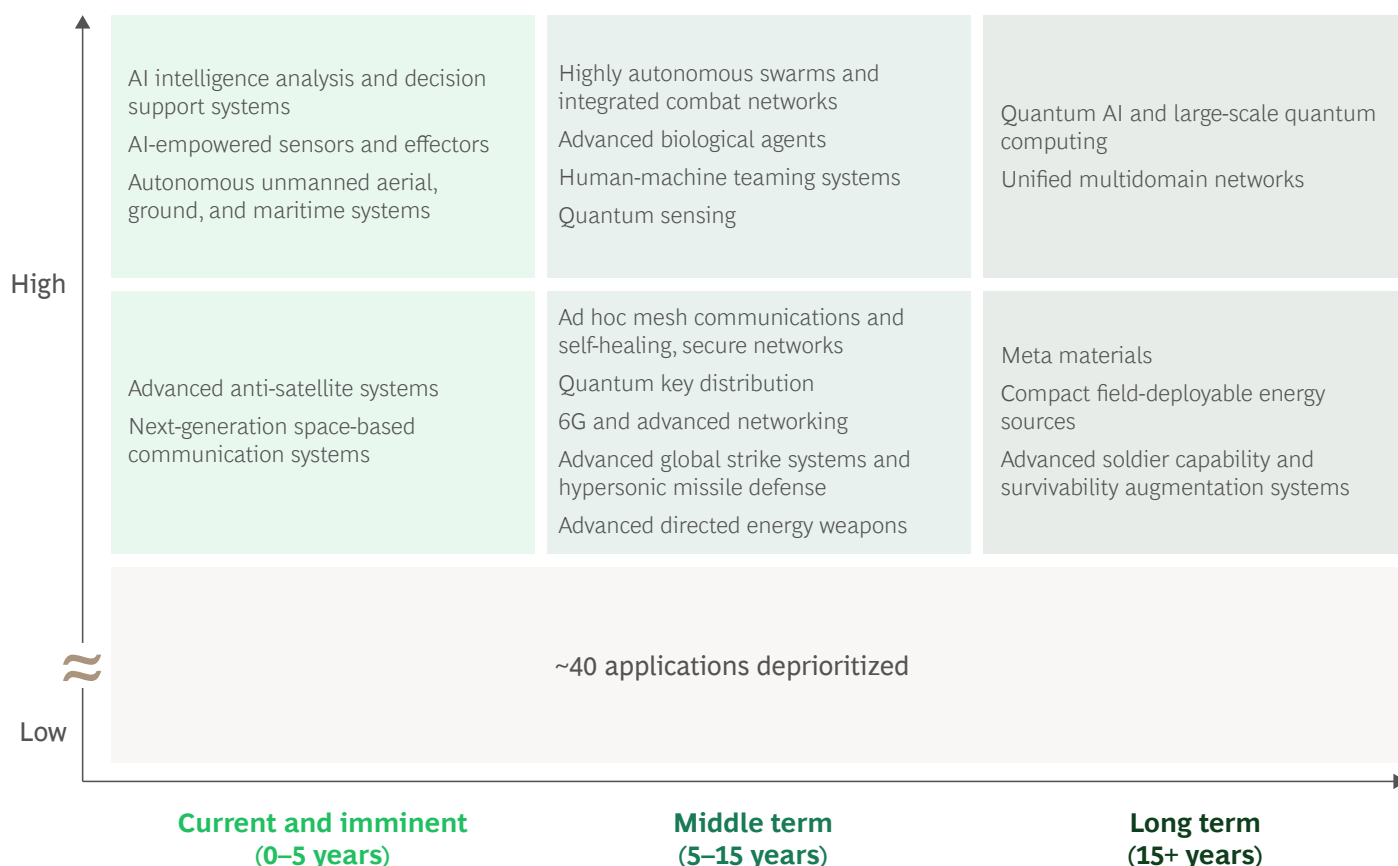 AI intelligence analysis and decision
support systems
AI-empowered sensors and effectors
Autonomous unmanned aerial,
ground, and maritime systems
Highly autonomous swarms and
integrated combat networks
Advanced biological agents
Human-machine teaming systems
Quantum sensing
Quantum AI and large-scale quantum
computing
Unified multidomain networks
High
Advanced anti-satellite systems
Next-generation space-based
communication systems
Ad hoc mesh communications and
self-healing, secure networks
Quantum key distribution
6G and advanced networking
Advanced global strike systems and
hypersonic missile defense
Advanced directed energy weapons
Meta materials
Compact field-deployable energy
sources
Advanced soldier capability and
survivability augmentation systems
~40 applications deprioritized
Low
Current and imminent
(0–5 years)
Middle term
(5–15 years)
Long term
(15+ years)